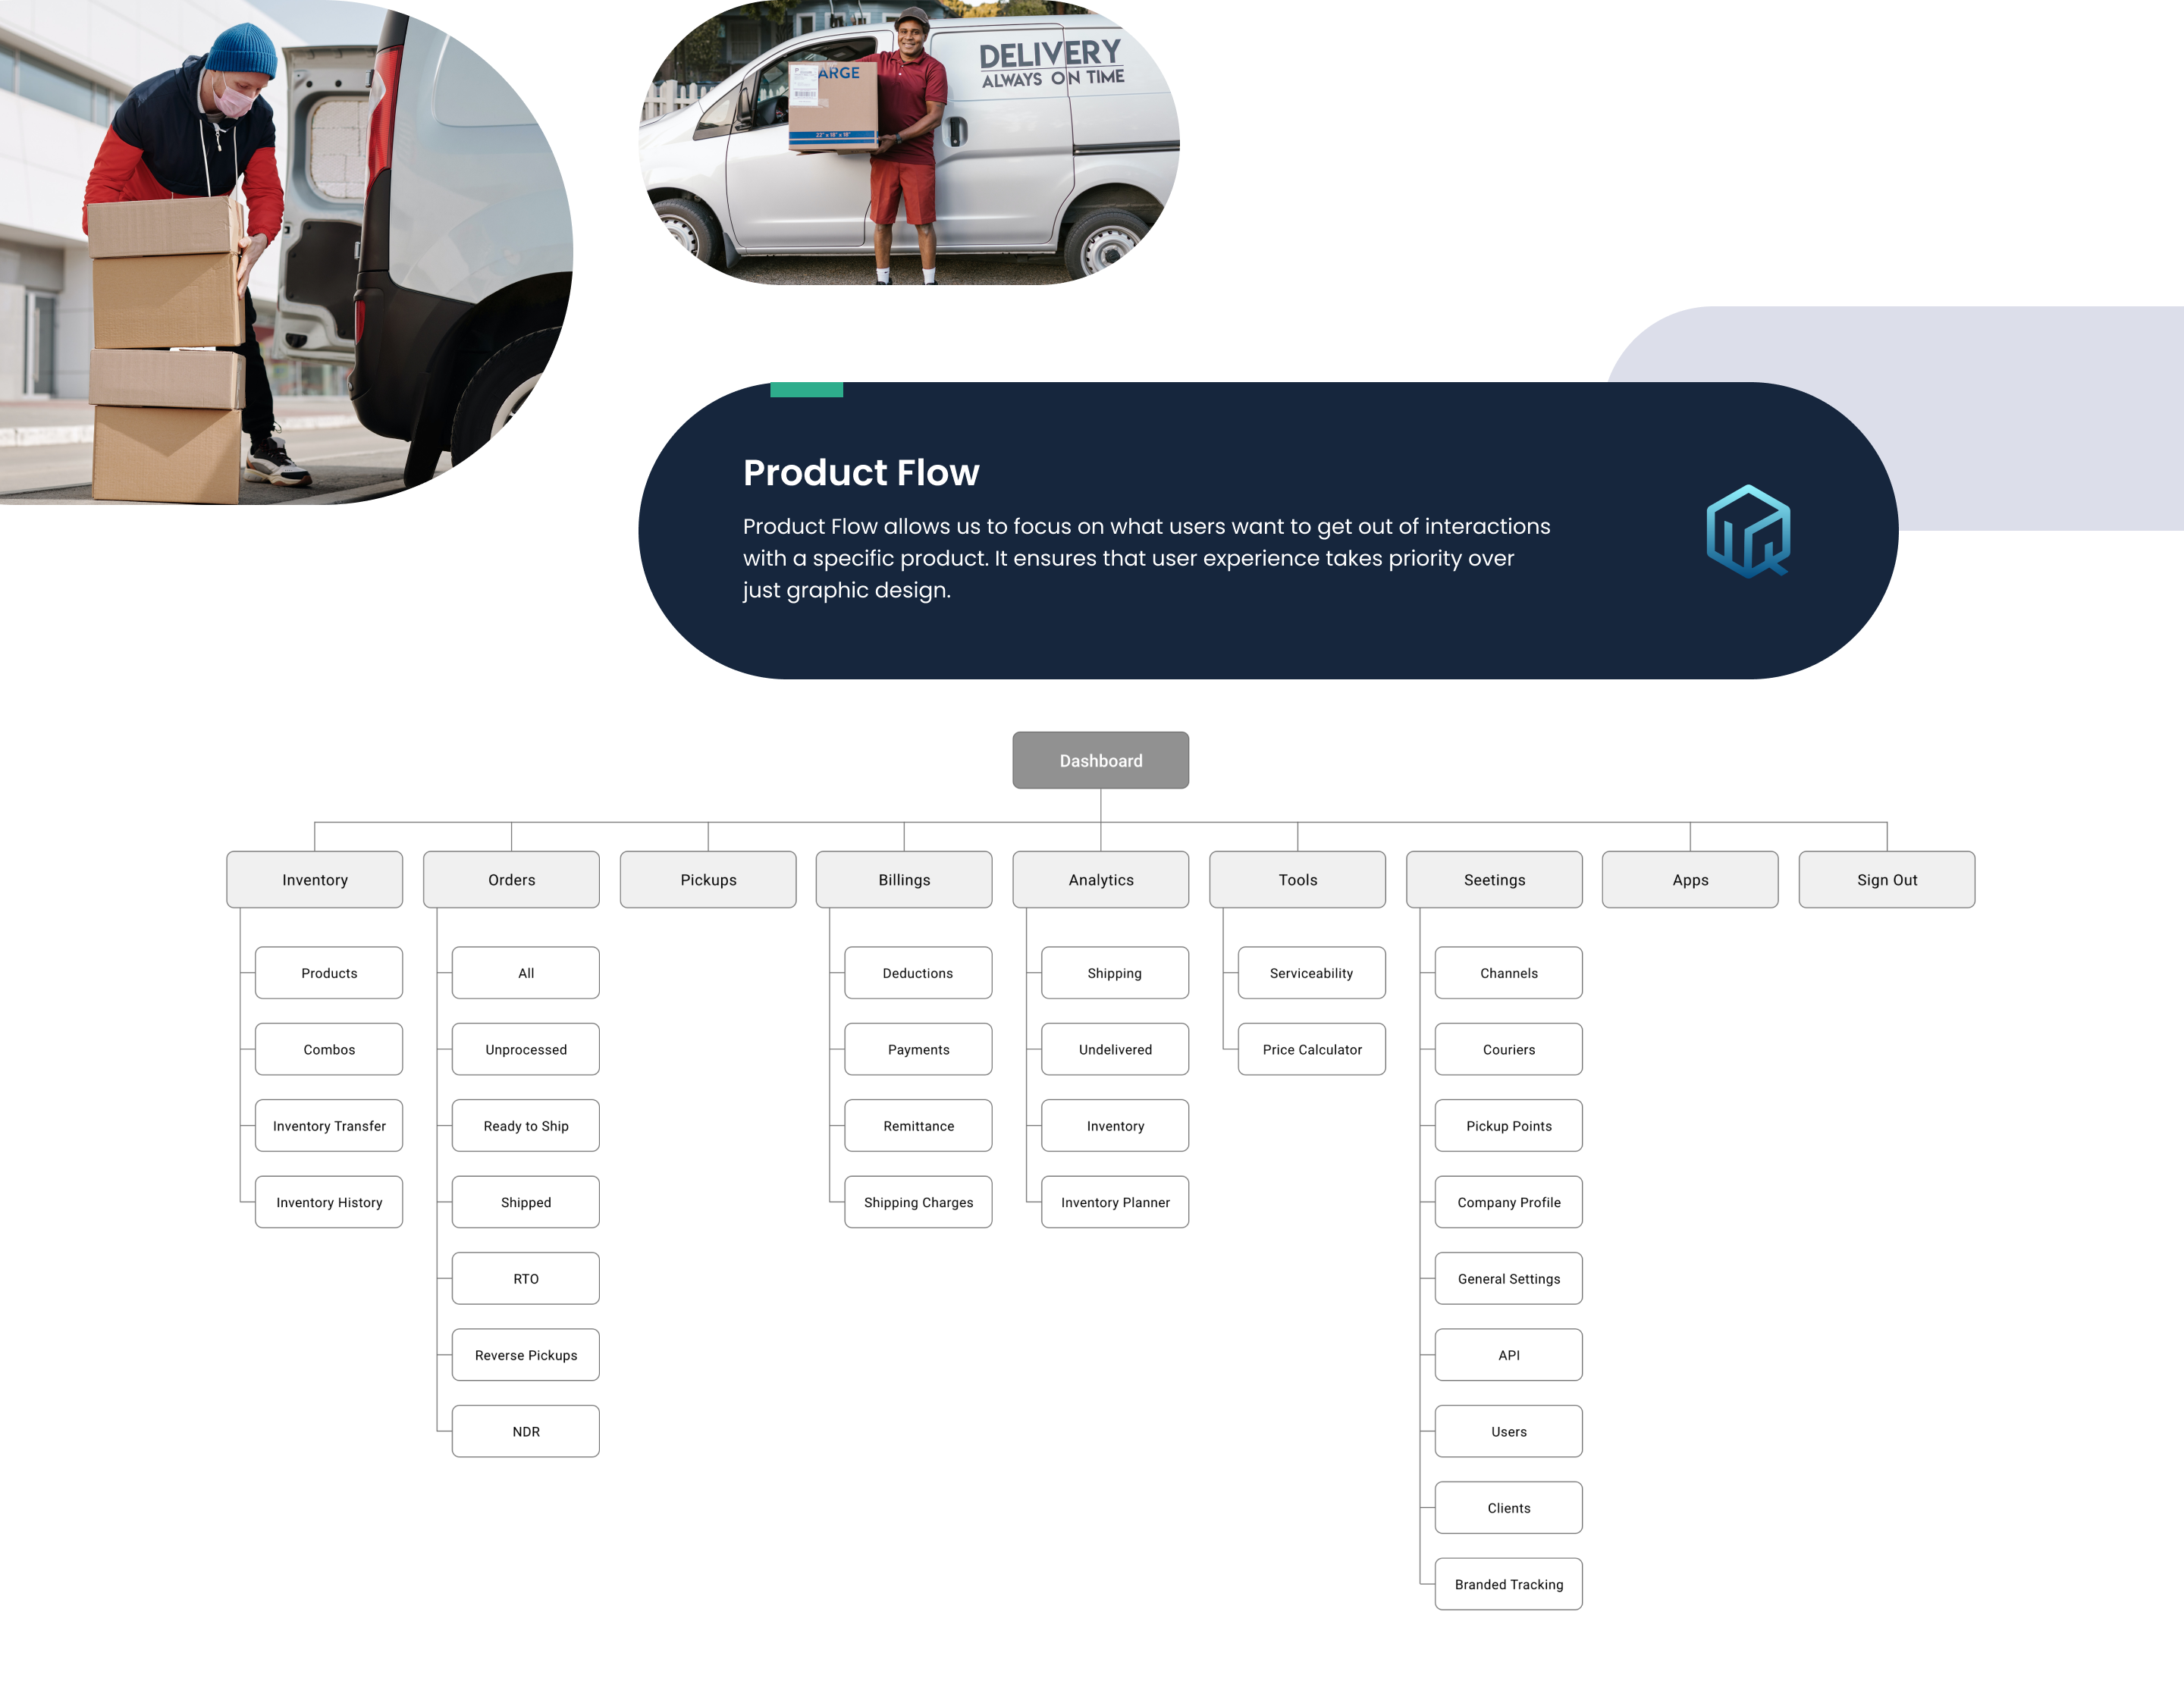 ARGE
22" x 16" x 16"
DELIVERY
ALWAYS ON TIME
Product Flow
Product Flow allows us to focus on what users want to get out of interactions
with a specific product. It ensures that user experience takes priority over
just graphic design.
Dashboard
Inventory
Orders
Pickups
Billings
Analytics
Tools
Seetings
Apps
Sign Out
Products
Combos
Inventory Transfer
Inventory History
All
Unprocessed
Ready to Ship
Shipped
RTO
Reverse Pickups
NDR
Deductions
Payments
Remittance
Shipping Charges
Shipping
Undelivered
Inventory
Inventory Planner
Serviceability
Price Calculator
Channels
Couriers
Pickup Points
Company Profile
General Settings
API
Users
Clients
Branded Tracking